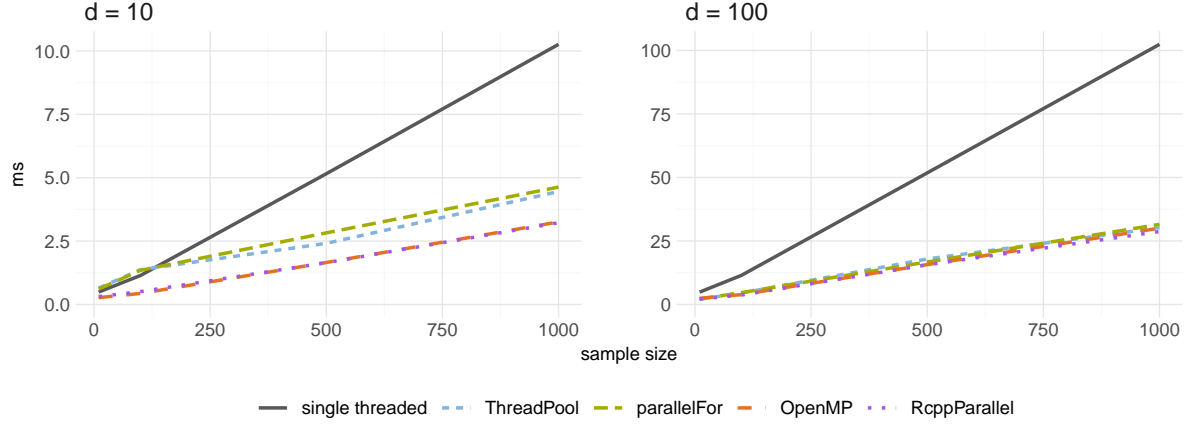 d = 10
d = 100
10.0
7.5
5.0
2.5
0.0
ms
100
75
50
25
0
0 250 500 750 1000
0 250 500 750 1000
sample size
single threaded ThreadPool parallelFor OpenMP RcppParallel